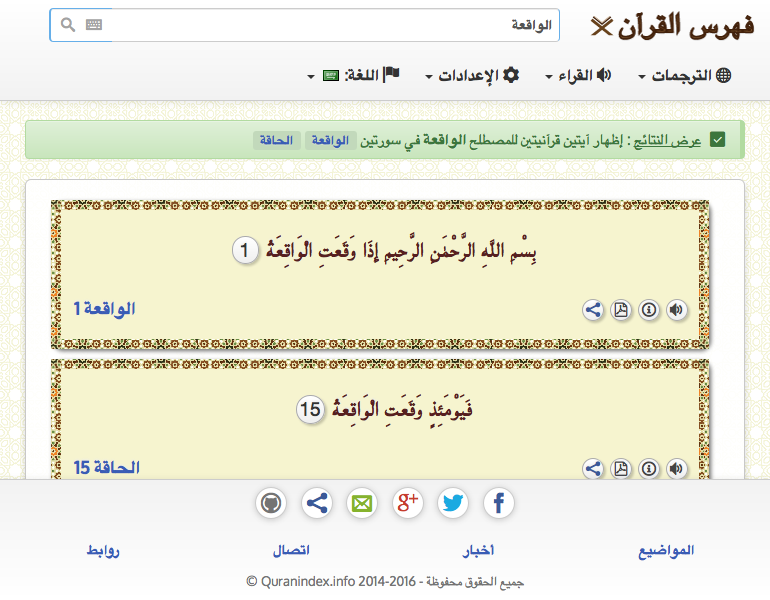 فهرس القرآن
الواقعة
الترجمات
القراء
الإعدادات
اللغة:
عرض النتائج : إظهار آيتين قرآنيتين للمصطلح الواقعة في سورتين الواقعة الحاقة
بِسْمِ اللَّهِ الرَّحْمَٰنِ الرَّحِيمِ إِذَا وَقَعَتِ الْوَاقِعَةُ 1
الواقعة 1
فَيَوْمَئِذٍ وَقَعَتِ الْوَاقِعَةُ 15
الحاقة 15
المواضيع
أخبار
اتصال
روابط
جميع الحقوق محفوظة - 2014-2016 Quranindex.info ©